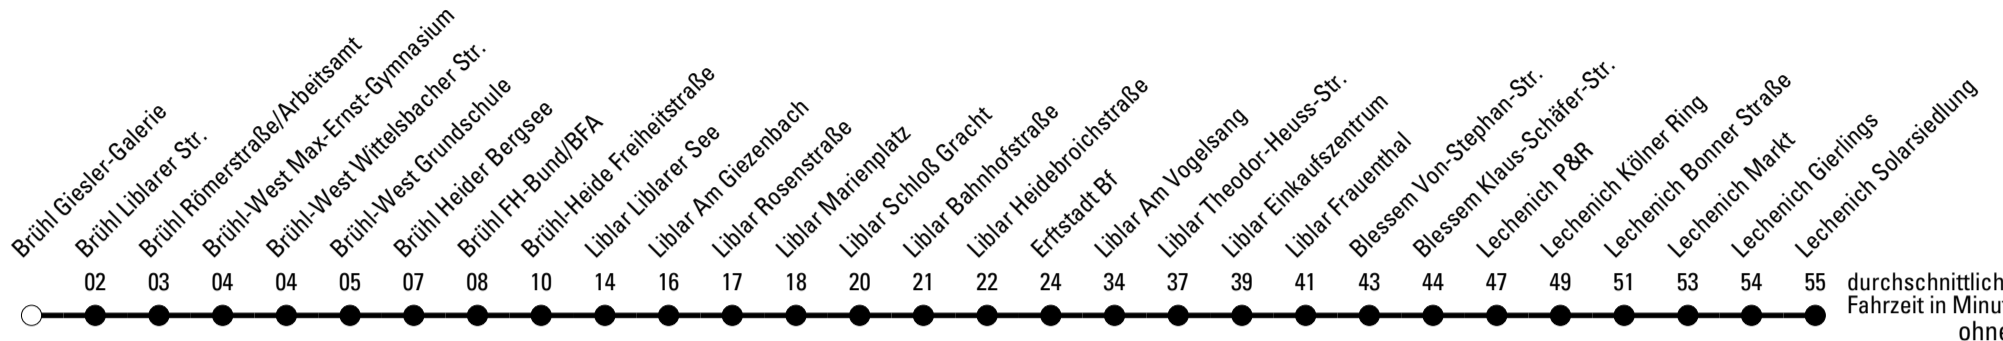 Brühl Giesler-Galerie
Brühl Liblarer Str.
Brühl Römerstraße/Arbeitsamt
Brühl-West Max-Ernst-Gymnasium
Brühl-West Wittelsbacher Str.
Brühl-West Grundschule
Brühl Heider Bergsee
Brühl FH-Bund/BFA
Brühl-Heide Freiheitstraße
Liblar Liblarer See
Liblar Am Giezenbach
Liblar Rosenstraße
Liblar Marienplatz
Liblar Schloß Gracht
Liblar Bahnhofstraße
Liblar Heidebroichstraße
Erftstadt Bf
Liblar Am Vogelsang
Liblar Theodor-Heuss-Str.
Liblar Einkaufszentrum
Liblar Frauenthal
Blessem Von-Stephan-Str.
Blessem Klaus-Schäfer-Str.
Lechenich P&R
Lechenich Kölner Ring
Lechenich Bonner Straße
Lechenich Markt
Lechenich Gierlings
Lechenich Solarsiedlung
02 03 04 04 05 07 08 10 14 16 17 18 20 21 22 24 34 37 39 41 43 44 47 49 51 53 54 55
durchschnittlich
Fahrzeit in Minut
ohne